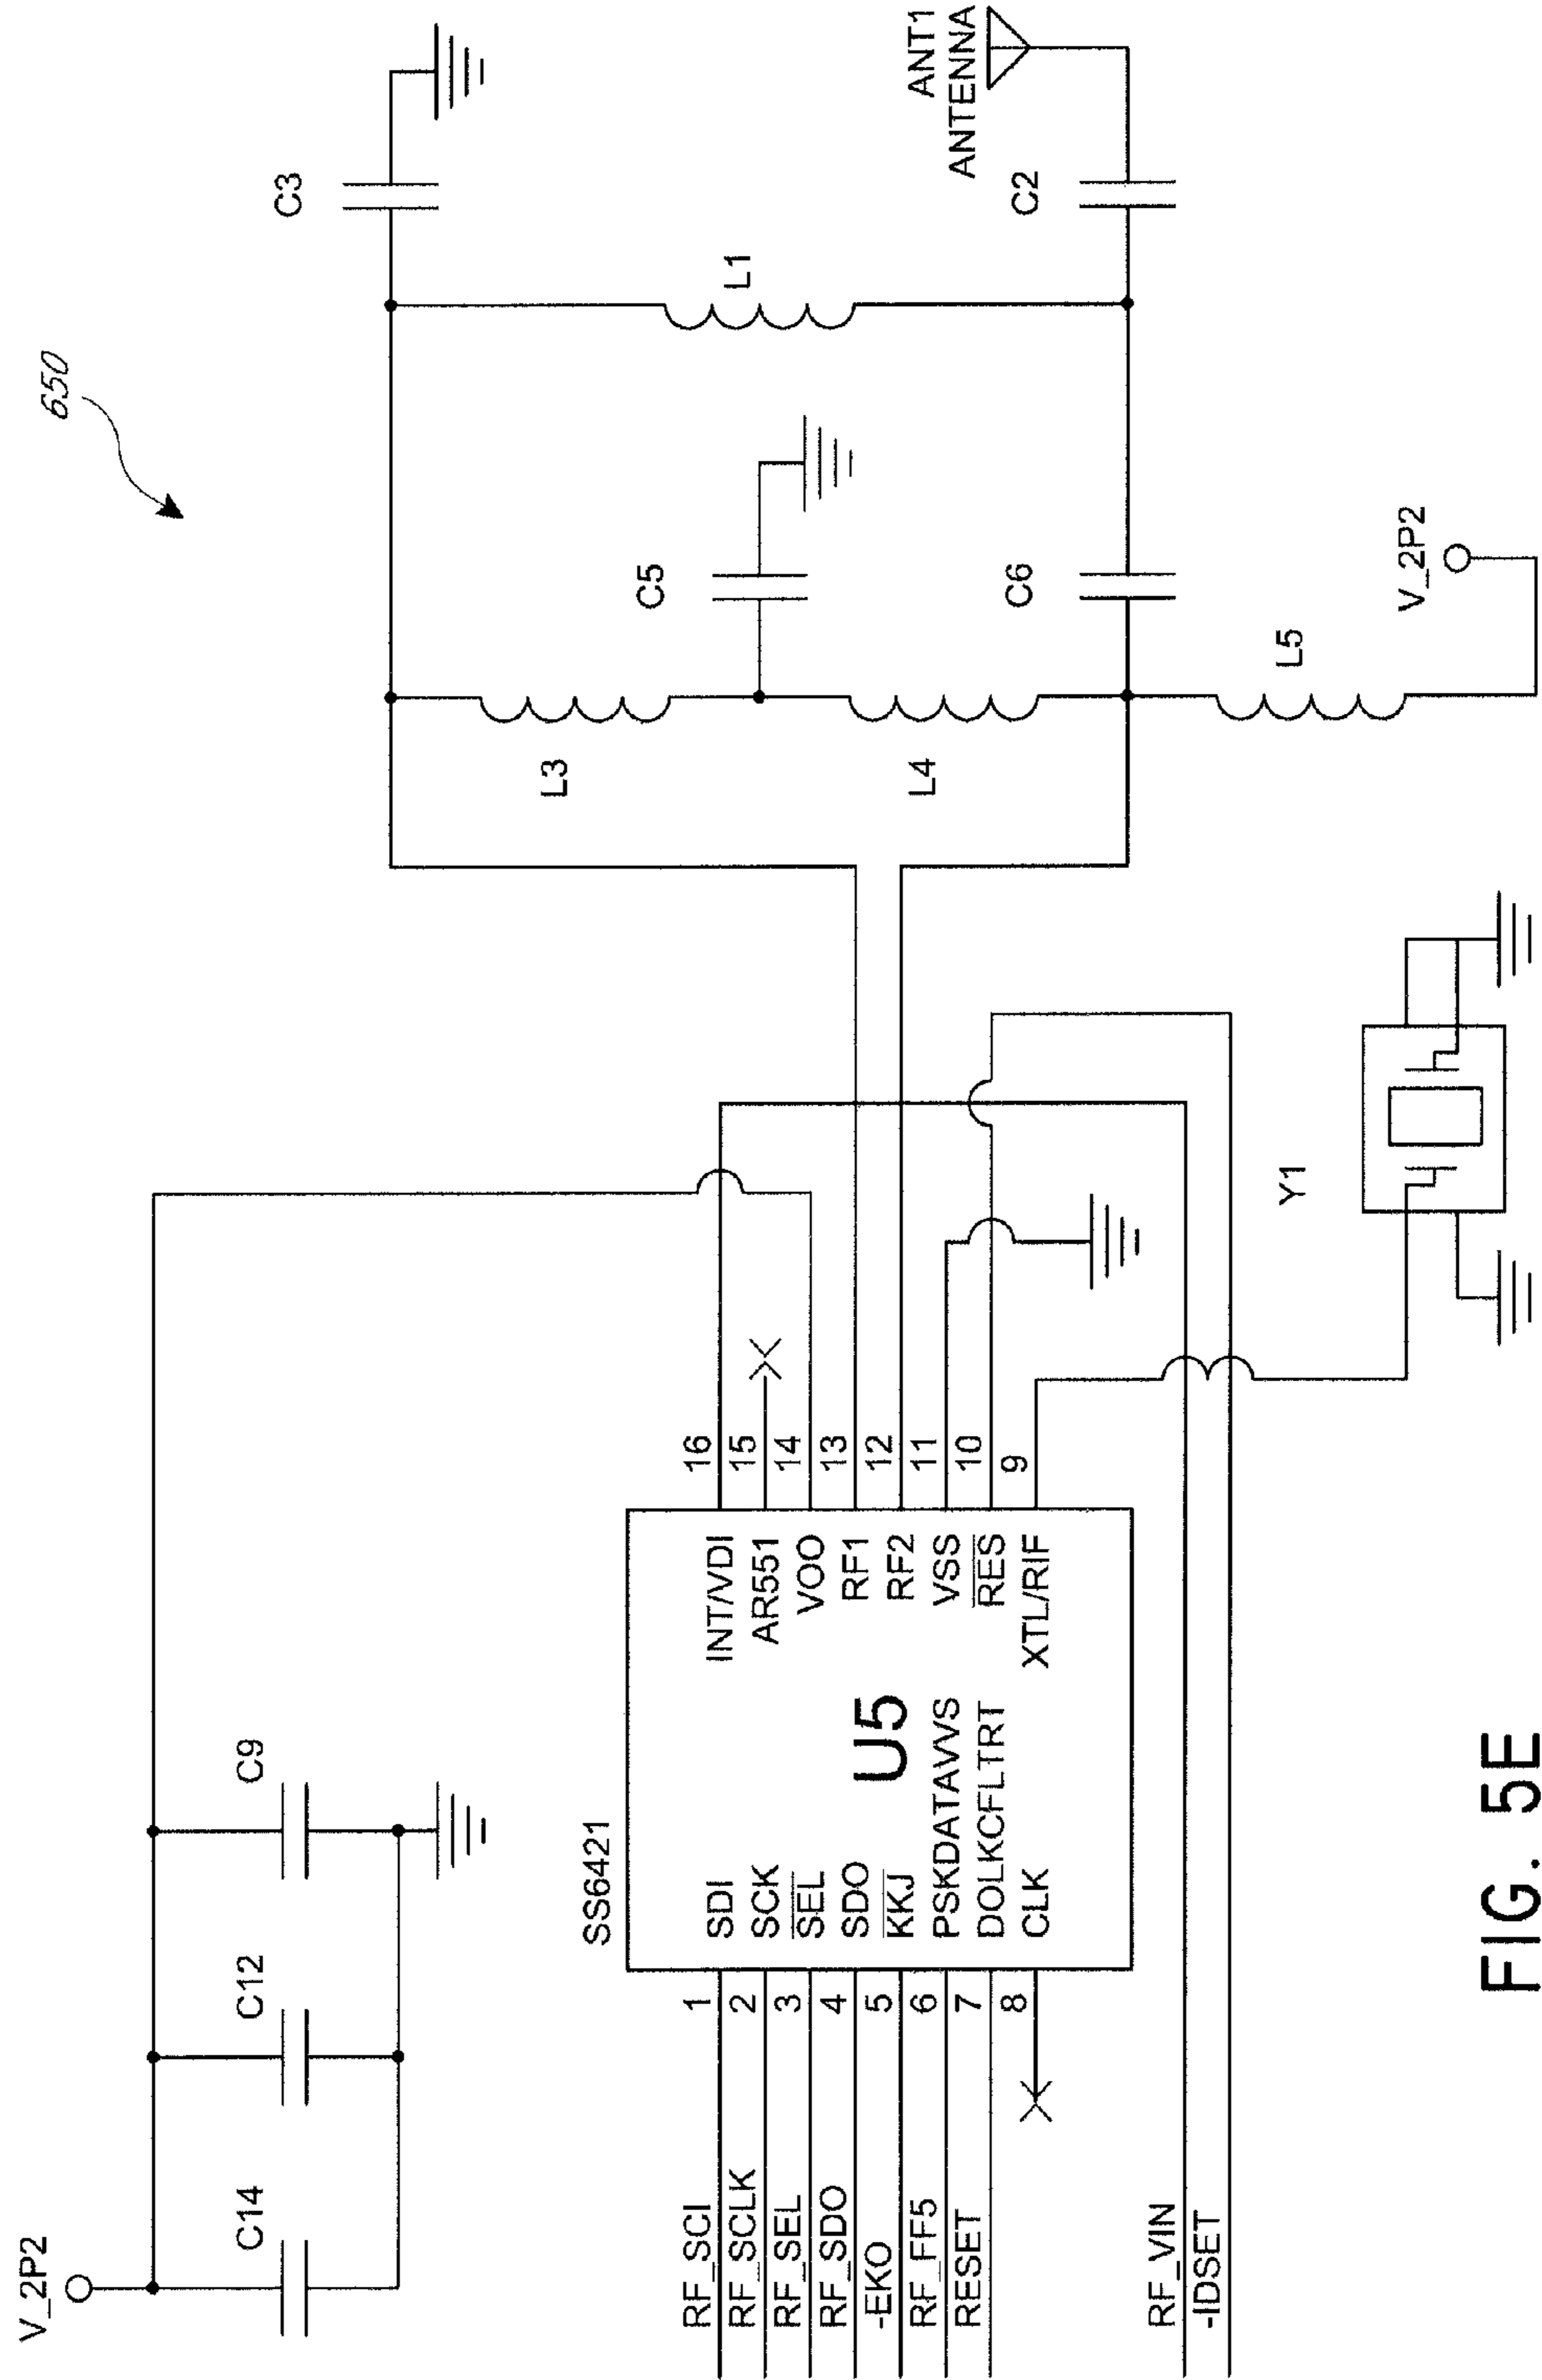 650
V_2P2
C14
C12
C9
C3
L1
C2
ANT1
ANTENNA
C5
C6
L3
L4
L5
V_2P2
SS6421
U5
RF_SCI
RF_SCLK
RF_SEL
RF_SDO
-EKO
RF_FF5
RESET
1
2
3
4
5
6
7
8
SDI
SCK
SEL
SDO
KKJ
PSKDATAVVS
DOLKCFLTRT
CLK
INT/VDI
AR551
VOO
RF1
RF2
VSS
RES
XTL/RIF
16
15
14
13
12
11
10
9
RF_VIN
-IDSET
Y1
FIG. 5E